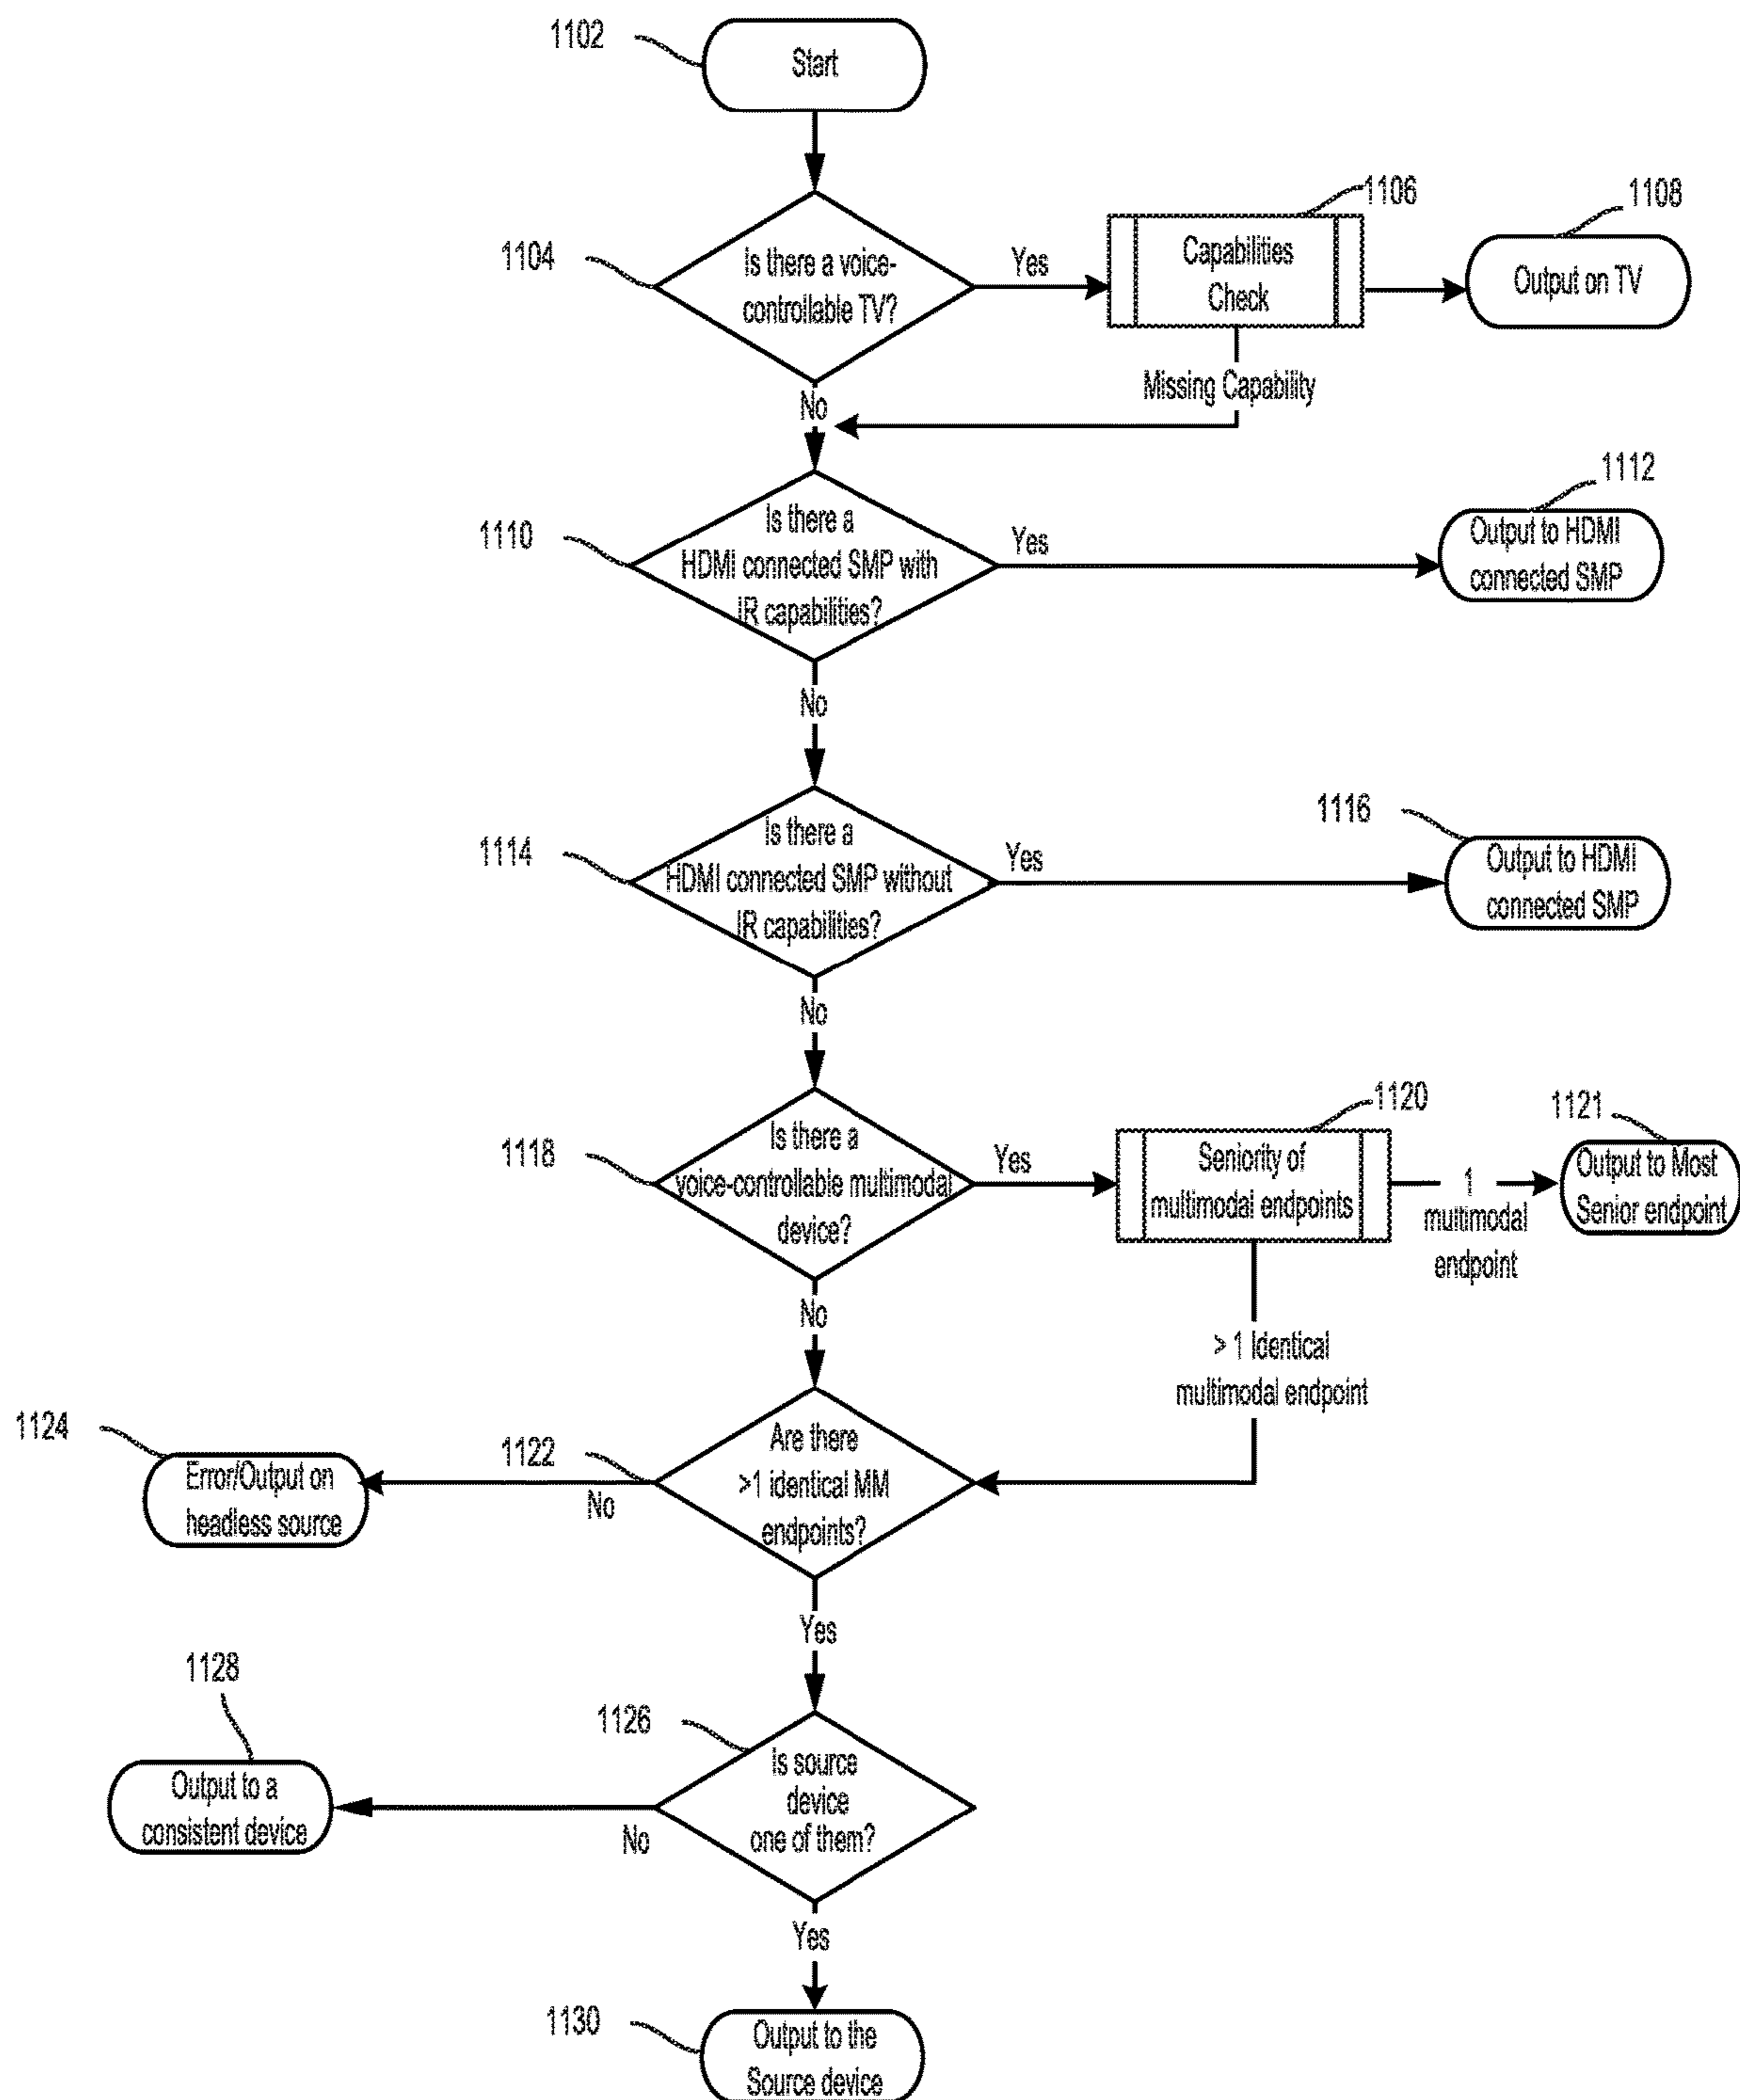 1102
Start
1106
1108
1104
Is there a voice-
controllable TV?
Yes
Capabilities
Check
Output on TV
Missing Capability
No
1112
1110
Is there a
HDMI connected SMP with
IR capabilities?
Yes
Output to HDMI
connected SMP
No
1116
1114
Is there a
HDMI connected SMP without
IR capabilities?
Yes
Output to HDMI
connected SMP
No
1120
1121
1118
Is there a
voice-controllable multimodal
device?
Yes
Seniority of
multimodal endpoints
1
multimodal
endpoint
Output to Most
Senior endpoint
No
> 1 Identical
multimodal endpoint
1124
1122
Are there
>1 identical MM
endpoints?
No
Error/Output on
headless source
Yes
1128
1126
Is source
device
one of them?
No
Output to a
consistent device
Yes
1130
Output to the
Source device